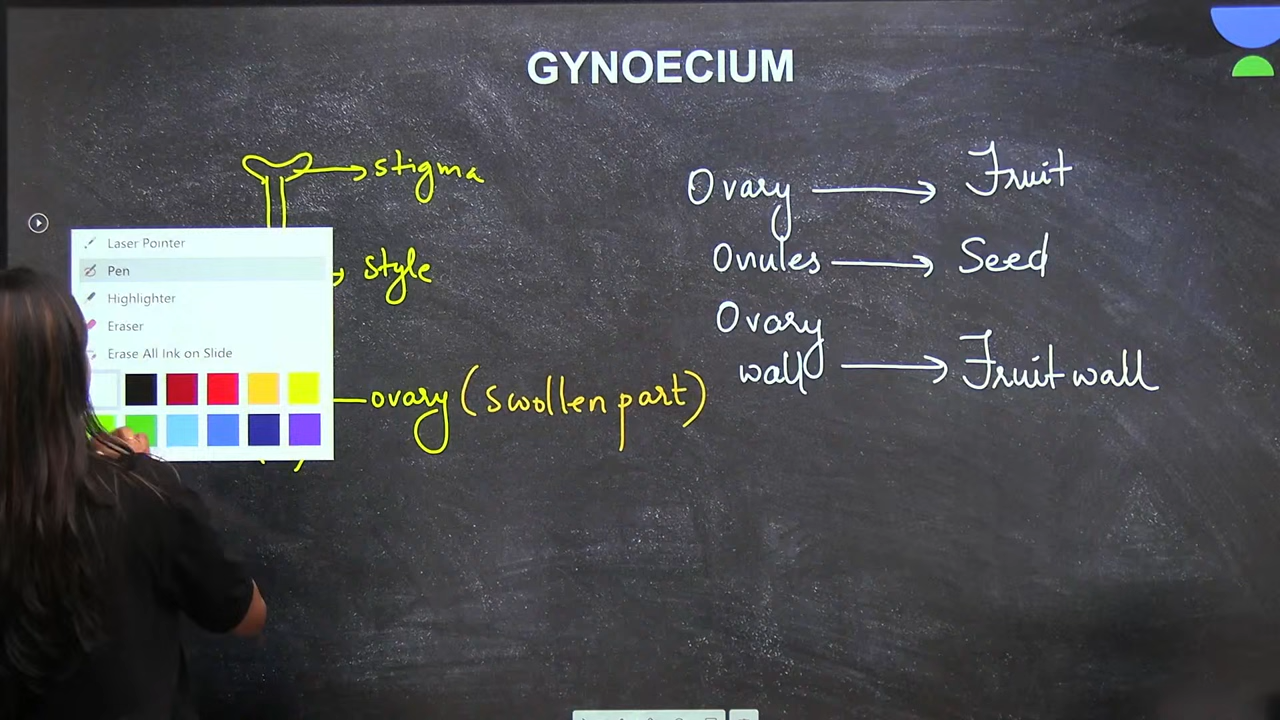 GYNOECIUM
stigma
style
ovary (swollen part)
Laser Pointer
Pen
Highlighter
Eraser
Erase All Ink on Slide
Ovary → Fruit
Ovules → Seed
Ovary
wall → Fruit wall